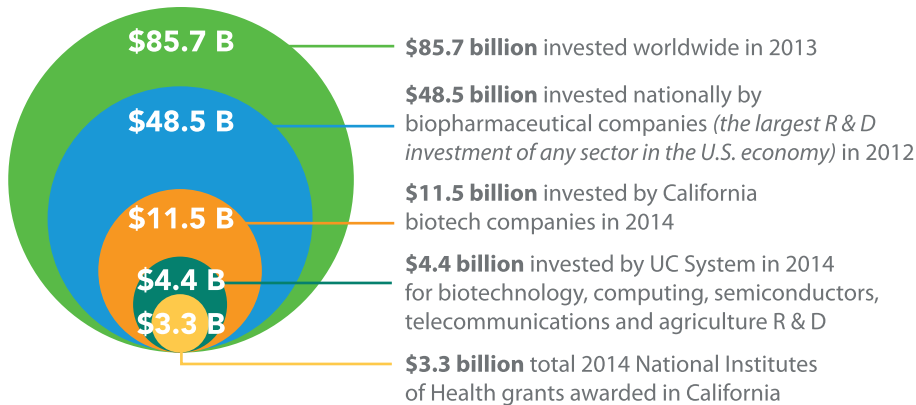 $85.7 B
$85.7 billion invested worldwide in 2013
$48.5 B
$48.5 billion invested nationally by
biopharmaceutical companies (the largest R & D
investment of any sector in the U.S. economy) in 2012
$11.5 B
$11.5 billion invested by California
biotech companies in 2014
$4.4 B
$4.4 billion invested by UC System in 2014
for biotechnology, computing, semiconductors,
telecommunications and agriculture R & D
$3.3 B
$3.3 billion total 2014 National Institutes
of Health grants awarded in California